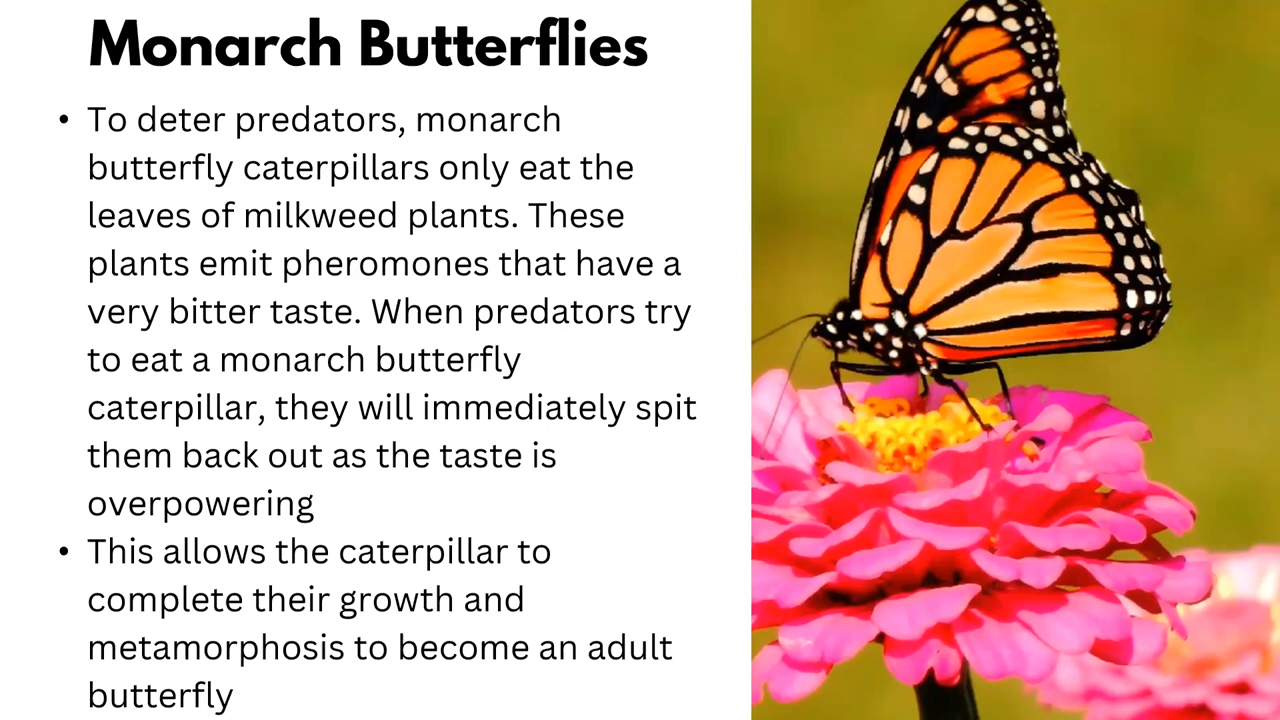 Monarch Butterflies
• To deter predators, monarch
butterfly caterpillars only eat the
leaves of milkweed plants. These
plants emit pheromones that have a
very bitter taste. When predators try
to eat a monarch butterfly
caterpillar, they will immediately spit
them back out as the taste is
overpowering
• This allows the caterpillar to
complete their growth and
metamorphosis to become an adult
butterfly